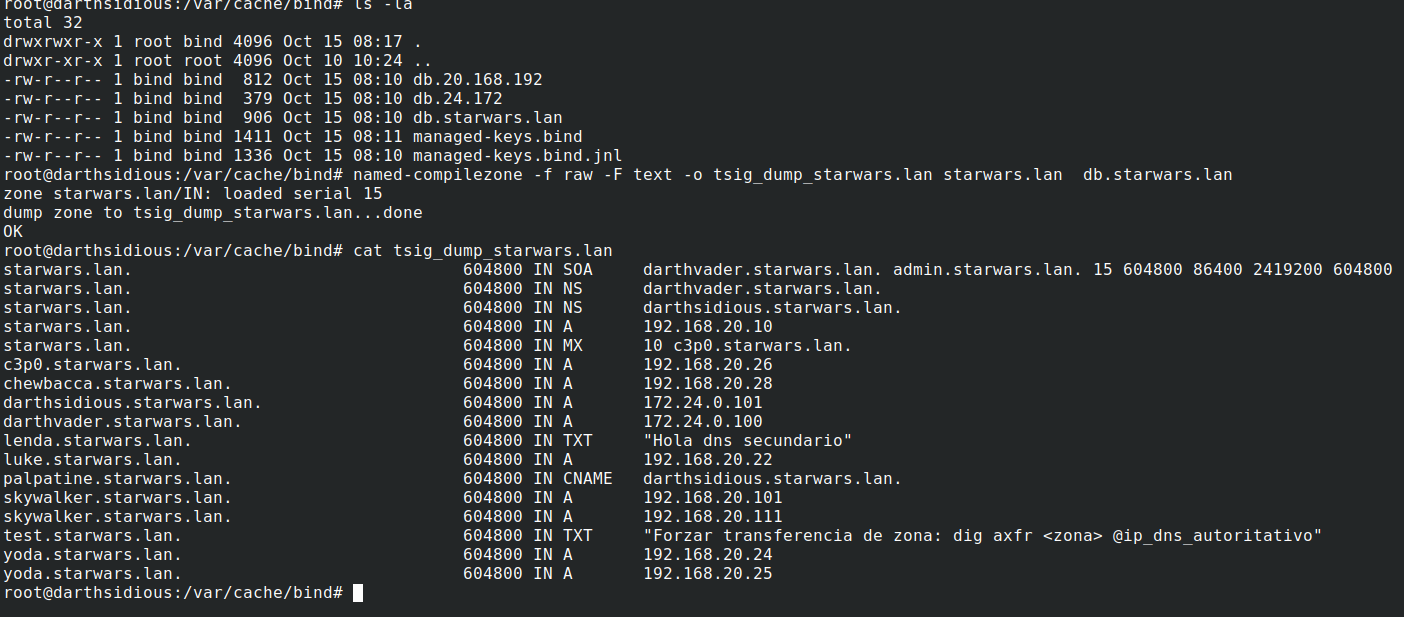 root@darthsidious:/var/cache/bind# ls -la
total 32
drwxrwxr-x 1 root bind 4096 Oct 15 08:17 .
drwxr-xr-x 1 root root 4096 Oct 10 10:24 ..
-rw-r--r-- 1 bind bind  812 Oct 15 08:10 db.20.168.192
-rw-r--r-- 1 bind bind  379 Oct 15 08:10 db.24.172
-rw-r--r-- 1 bind bind  906 Oct 15 08:10 db.starwars.lan
-rw-r--r-- 1 bind bind 1411 Oct 15 08:11 managed-keys.bind
-rw-r--r-- 1 bind bind 1336 Oct 15 08:10 managed-keys.bind.jnl
root@darthsidious:/var/cache/bind# named-compilezone -f raw -F text -o tsig_dump_starwars.lan starwars.lan  db.starwars.lan
zone starwars.lan/IN: loaded serial 15
dump zone to tsig_dump_starwars.lan...done
OK
root@darthsidious:/var/cache/bind# cat tsig_dump_starwars.lan
starwars.lan. 604800 IN SOA darthvader.starwars.lan. admin.starwars.lan. 15 604800 86400 2419200 604800
starwars.lan. 604800 IN NS darthvader.starwars.lan.
starwars.lan. 604800 IN NS darthsidious.starwars.lan.
starwars.lan. 604800 IN A 192.168.20.10
starwars.lan. 604800 IN MX 10 c3p0.starwars.lan.
c3p0.starwars.lan. 604800 IN A 192.168.20.26
chewbacca.starwars.lan. 604800 IN A 192.168.20.28
darthsidious.starwars.lan. 604800 IN A 172.24.0.101
darthvader.starwars.lan. 604800 IN A 172.24.0.100
lenda.starwars.lan. 604800 IN TXT "Hola dns secundario"
luke.starwars.lan. 604800 IN A 192.168.20.22
palpatine.starwars.lan. 604800 IN CNAME darthsidious.starwars.lan.
skywalker.starwars.lan. 604800 IN A 192.168.20.101
skywalker.starwars.lan. 604800 IN A 192.168.20.111
test.starwars.lan. 604800 IN TXT "Forzar transferencia de zona: dig axfr <zona> @ip_dns_autoritativo"
yoda.starwars.lan. 604800 IN A 192.168.20.24
yoda.starwars.lan. 604800 IN A 192.168.20.25
root@darthsidious:/var/cache/bind#